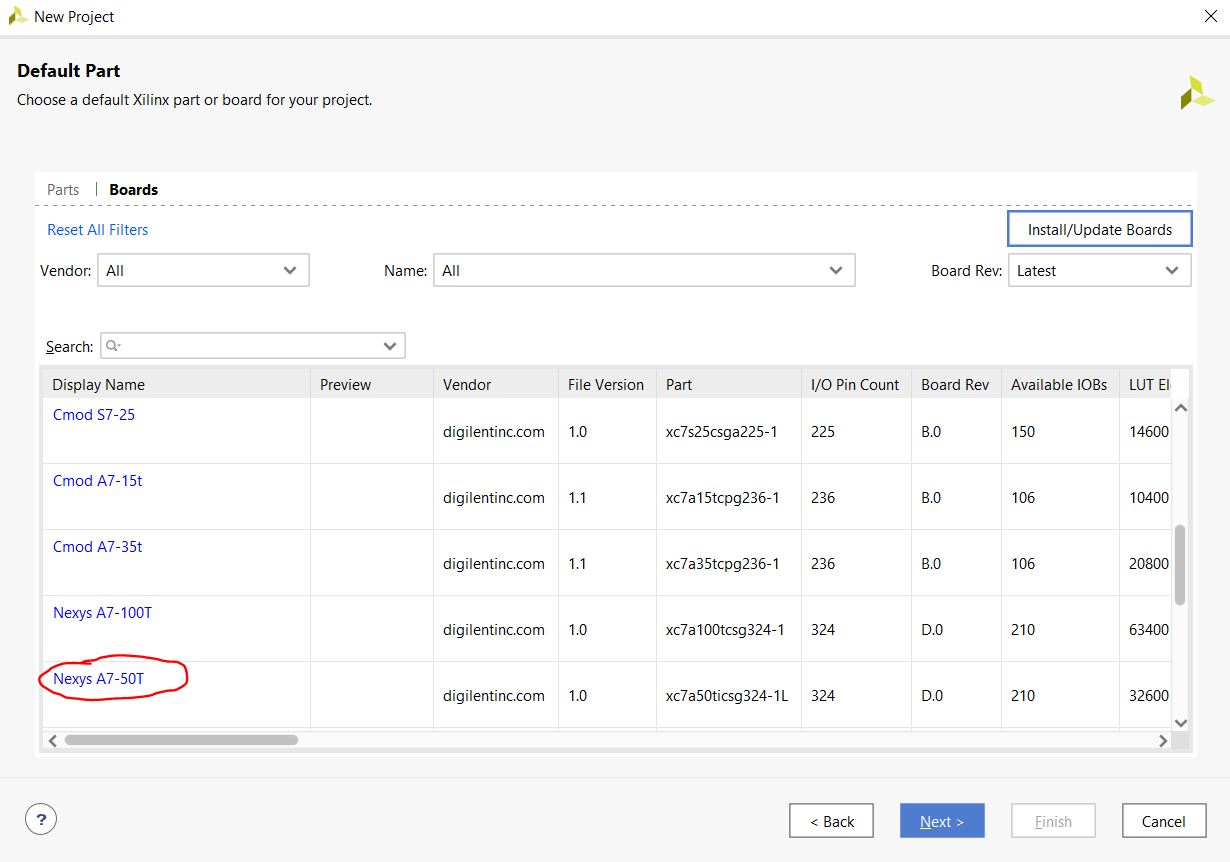 New Project
Default Part
Choose a default Xilinx part or board for your project.
Parts | Boards
Reset All Filters
Install/Update Boards
Vendor: All Name: All Board Rev: Latest
Search:
Display Name Preview Vendor File Version Part I/O Pin Count Board Rev Available IOBs LUT El
Cmod S7-25 digilentinc.com 1.0 xc7s25csga225-1 225 B.0 150 14600
Cmod A7-15t digilentinc.com 1.1 xc7a15tcpg236-1 236 B.0 106 10400
Cmod A7-35t digilentinc.com 1.1 xc7a35tcpg236-1 236 B.0 106 20800
Nexys A7-100T digilentinc.com 1.0 xc7a100tcsg324-1 324 D.0 210 63400
Nexys A7-50T digilentinc.com 1.0 xc7a50ticsg324-1L 324 D.0 210 32600
? < Back Next > Finish Cancel